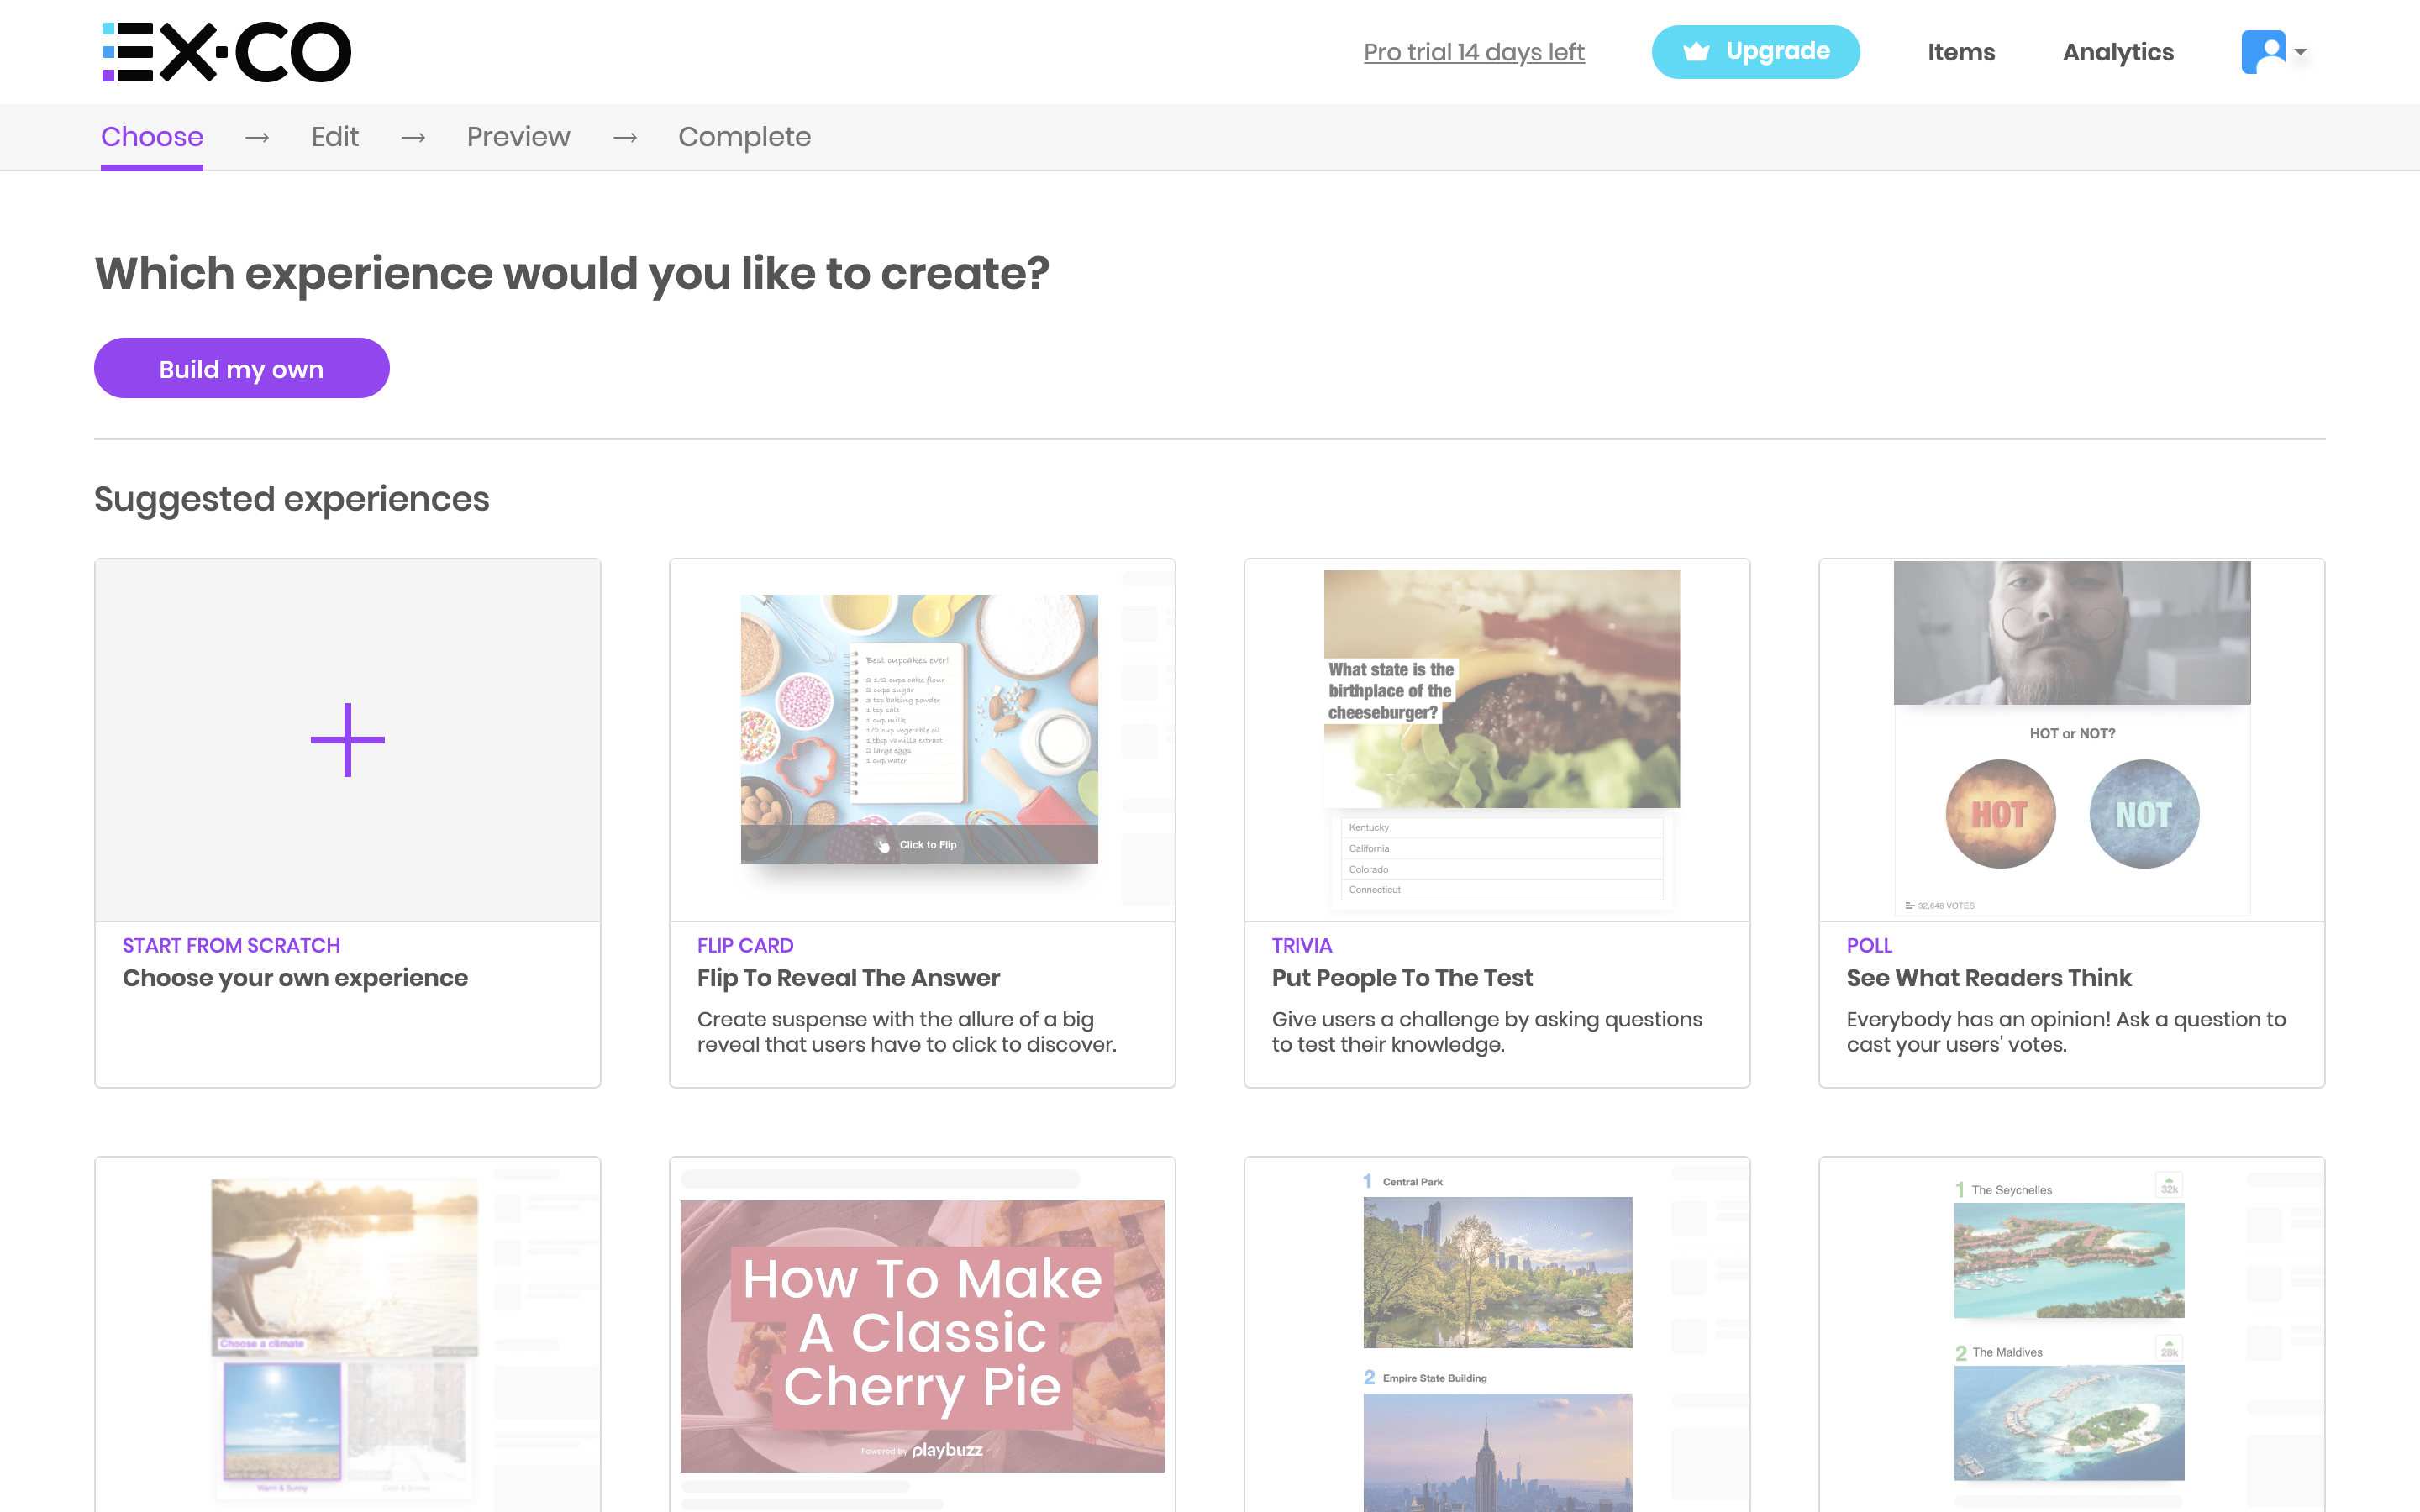 EX·CO
Pro trial 14 days left
Upgrade
Items
Analytics
Choose → Edit → Preview → Complete
Which experience would you like to create?
Build my own
Suggested experiences
START FROM SCRATCH
Choose your own experience
Best cupcakes ever!
2 1/2 cups cake flour
2 cups sugar
3 tsp baking powder
1 tsp salt
1 cup milk
1/2 cup vegetable oil
1 tbsp vanilla extract
2 large eggs
1 cup water
Click to Flip
FLIP CARD
Flip To Reveal The Answer
Create suspense with the allure of a big
reveal that users have to click to discover.
What state is the
birthplace of the
cheeseburger?
Kentucky
California
Colorado
Connecticut
TRIVIA
Put People To The Test
Give users a challenge by asking questions
to test their knowledge.
HOT or NOT?
HOT
NOT
32,648 VOTES
POLL
See What Readers Think
Everybody has an opinion! Ask a question to
cast your users' votes.
Choose a climate
Warm & Sunny
Cold & Snowy
How To Make
A Classic
Cherry Pie
Powered by playbuzz
1 Central Park
2 Empire State Building
1 The Seychelles
32k
2 The Maldives
28k